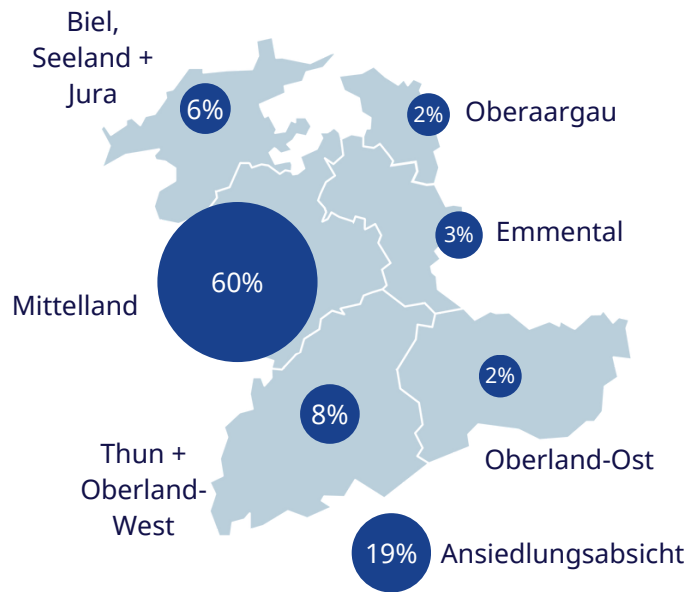 Biel,
Seeland +
Jura
6%
2%
Oberaargau
3%
Emmental
60%
Mittelland
2%
8%
Thun +
Oberland-
West
Oberland-Ost
19%
Ansiedlungsabsicht